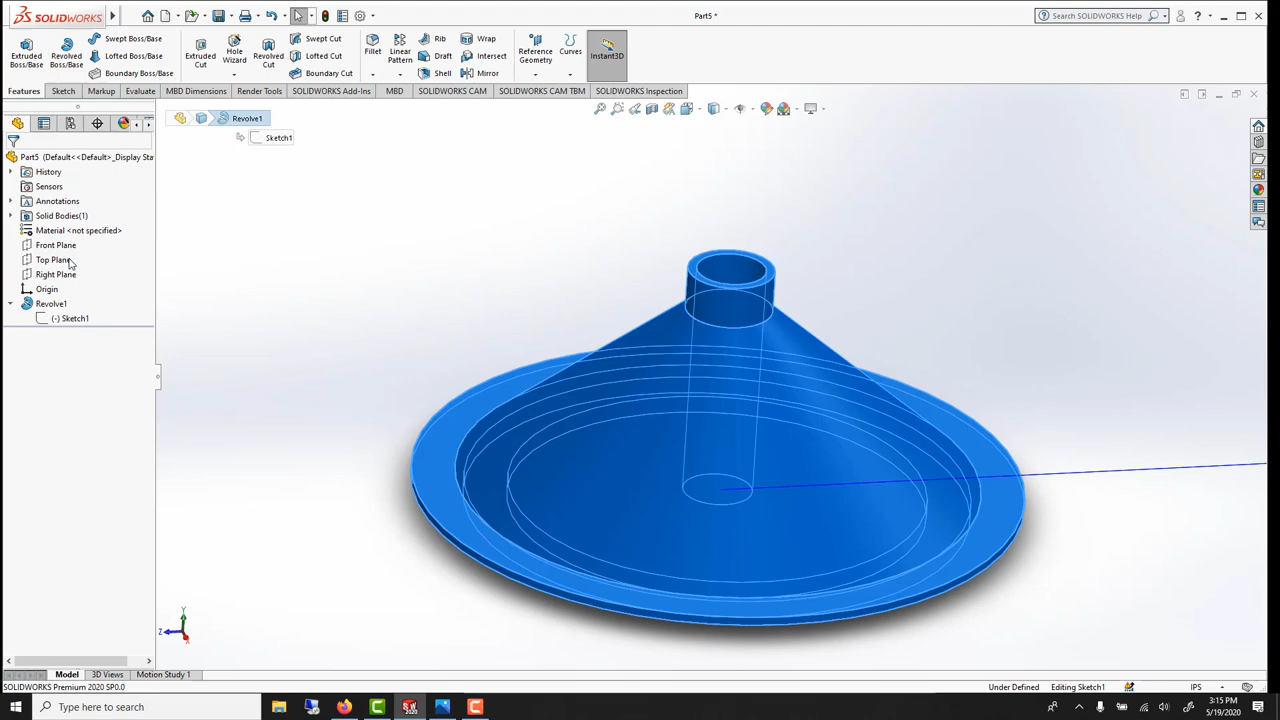 SOLIDWORKS
Part5 *
Search SOLIDWORKS Help
Extruded Boss/Base
Revolved Boss/Base
Swept Boss/Base
Lofted Boss/Base
Boundary Boss/Base
Extruded Cut
Hole Wizard
Revolved Cut
Swept Cut
Lofted Cut
Boundary Cut
Fillet
Linear Pattern
Rib
Draft
Shell
Wrap
Intersect
Mirror
Reference Geometry
Curves
Instant3D
Features Sketch Markup Evaluate MBD Dimensions Render Tools SOLIDWORKS Add-Ins MBD SOLIDWORKS CAM SOLIDWORKS CAM TBM SOLIDWORKS Inspection
Revolve1
Sketch1
Part5 (Default<<Default>_Display Sta
History
Sensors
Annotations
Solid Bodies(1)
Material <not specified>
Front Plane
Top Plane
Right Plane
Origin
Revolve1
(-) Sketch1
Y
Z
X
Model 3D Views Motion Study 1
SOLIDWORKS Premium 2020 SP0.0
Under Defined Editing Sketch1 IPS
Type here to search
SW
2020
3:15 PM
5/19/2020